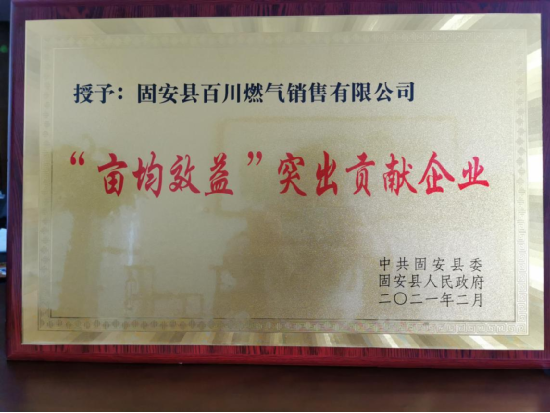 授予：固安县百川燃气销售有限公司
“亩均效益”突出贡献企业
中共固安县委
固安县人民政府
二〇二一年二月